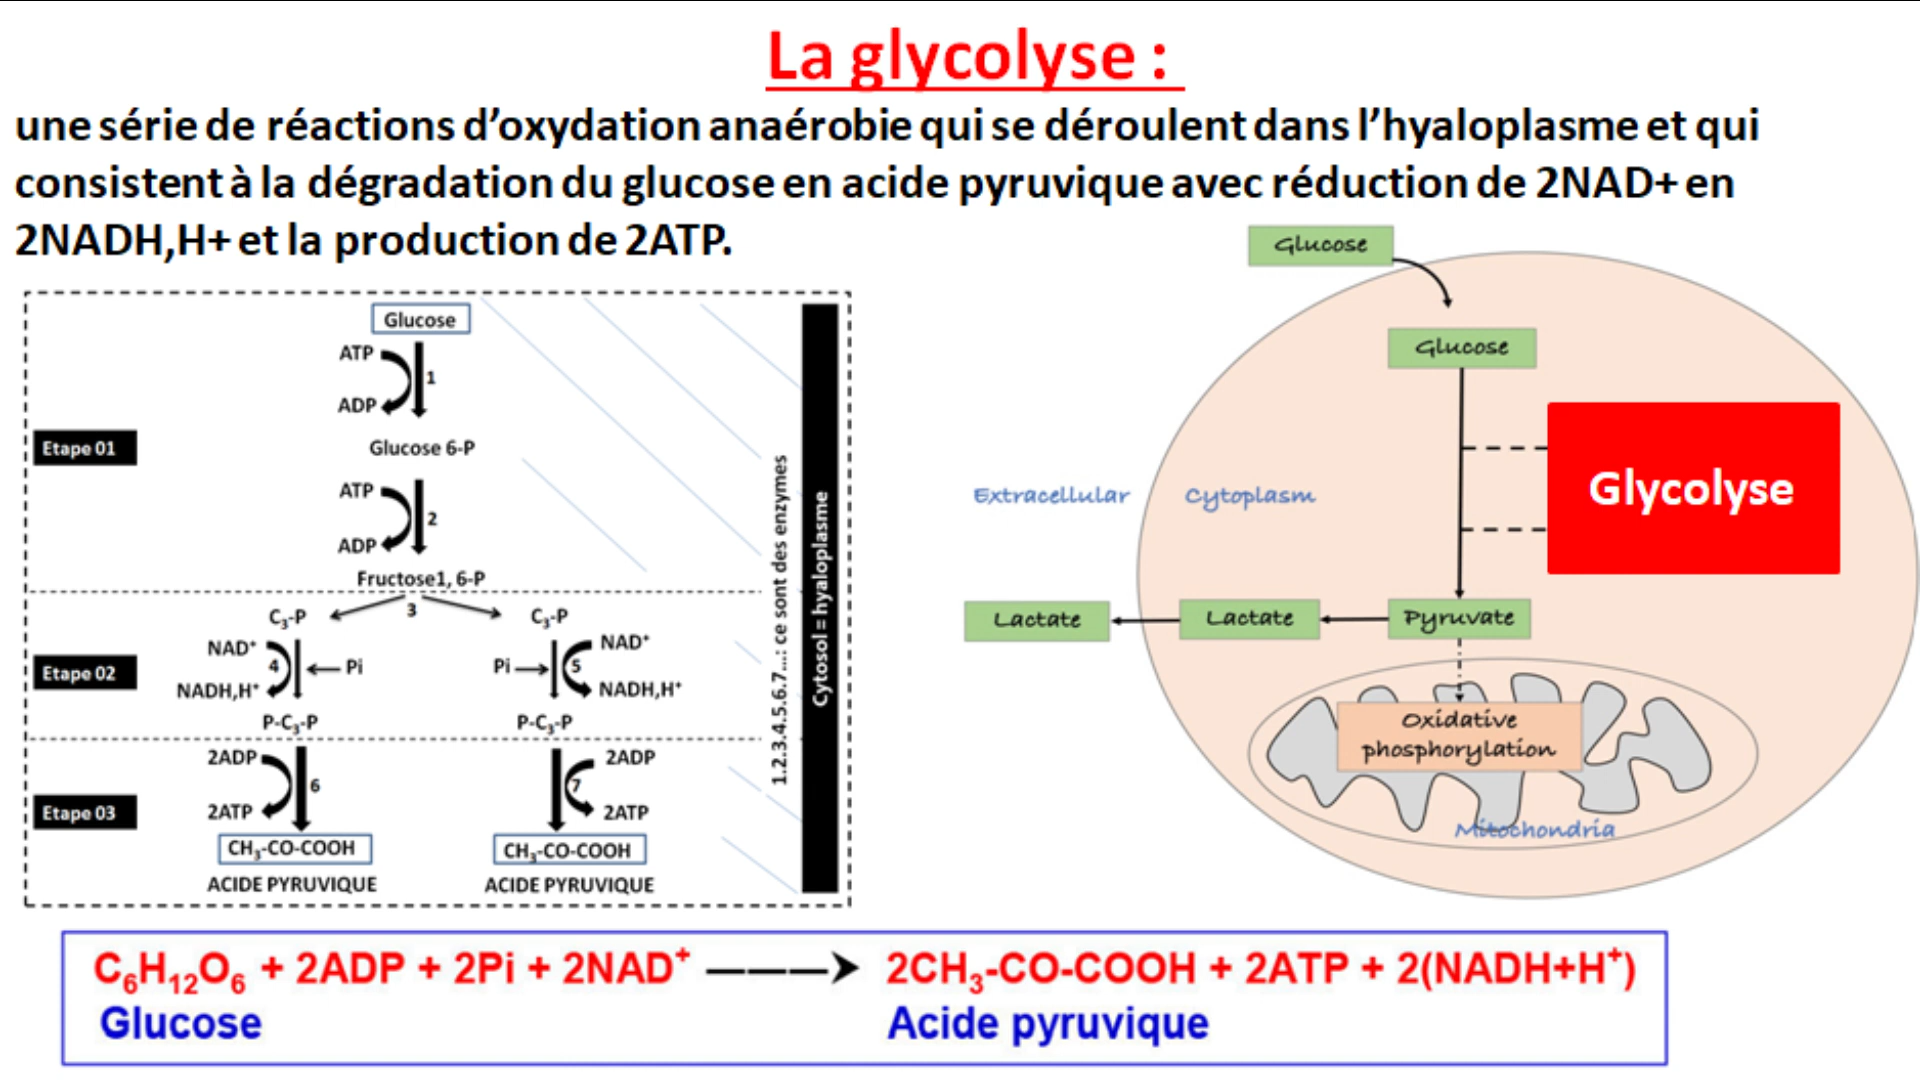 La glycolyse :
une série de réactions d’oxydation anaérobie qui se déroulent dans l’hyaloplasme et qui
consistent à la dégradation du glucose en acide pyruvique avec réduction de 2NAD+ en
2NADH,H+ et la production de 2ATP.
Glucose
ATP
1
ADP
Etape 01
Glucose 6-P
ATP
2
ADP
Fructose1, 6-P
3
C₃-P
C₃-P
NAD⁺
NAD⁺
Etape 02
4
Pi
Pi
5
NADH,H⁺
NADH,H⁺
P-C₃-P
P-C₃-P
2ADP
2ADP
6
7
Etape 03
2ATP
2ATP
CH₃-CO-COOH
CH₃-CO-COOH
ACIDE PYRUVIQUE
ACIDE PYRUVIQUE
1.2.3.4.5.6.7...: ce sont des enzymes
Cytosol = hyaloplasme
Glucose
Glucose
Glycolyse
Extracellular
Cytoplasm
Lactate
Lactate
Pyruvate
Oxidative
phosphorylation
Mitochondria
C₆H₁₂O₆ + 2ADP + 2Pi + 2NAD⁺ ———> 2CH₃-CO-COOH + 2ATP + 2(NADH+H⁺)
Glucose
Acide pyruvique